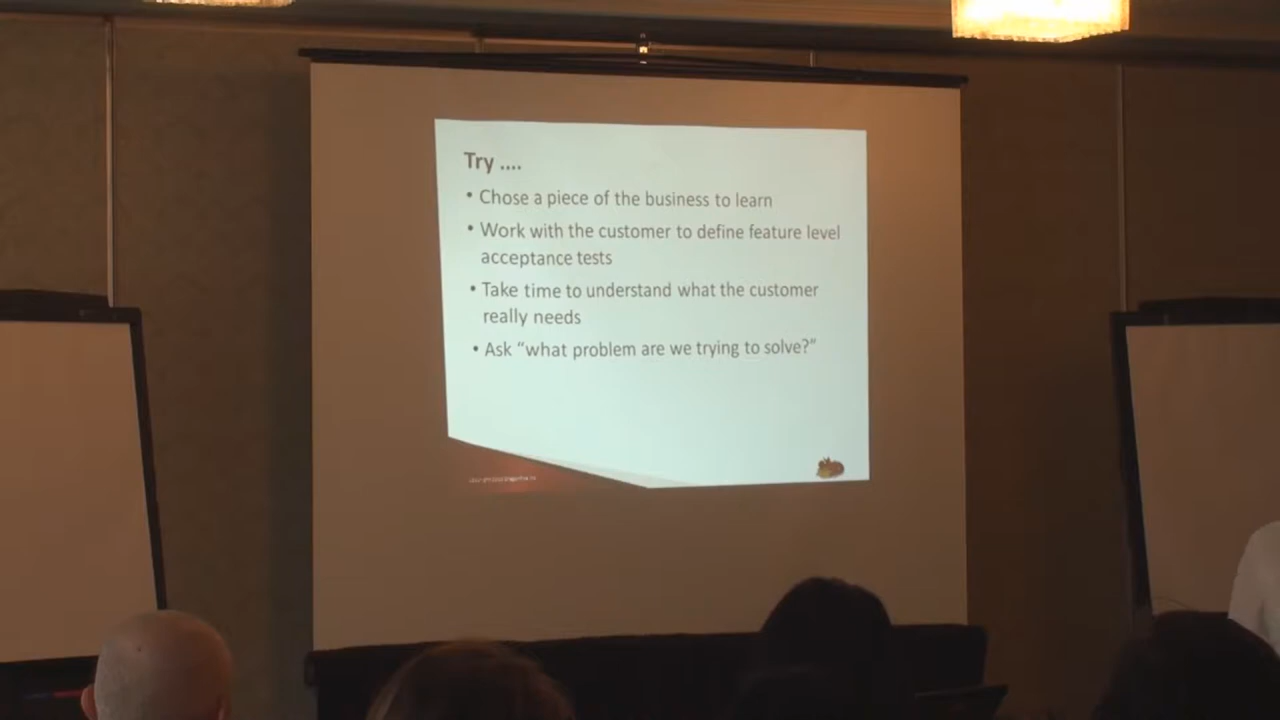 Try ....
• Chose a piece of the business to learn
• Work with the customer to define feature level
acceptance tests
• Take time to understand what the customer
really needs
• Ask “what problem are we trying to solve?”